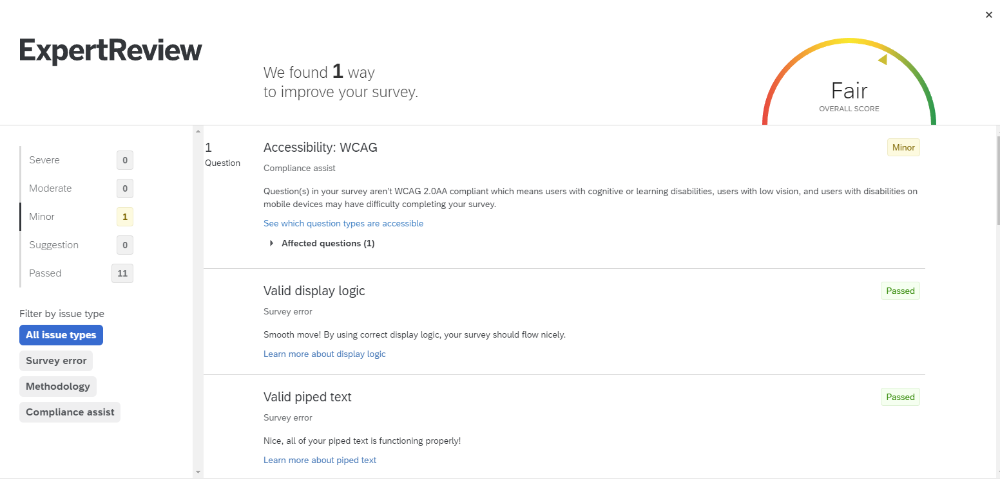 ×
ExpertReview
We found 1 way
to improve your survey.
Fair
OVERALL SCORE
Severe 0
Moderate 0
Minor 1
Suggestion 0
Passed 11
Filter by issue type
All issue types
Survey error
Methodology
Compliance assist
1
Question
Accessibility: WCAG
Minor
Compliance assist
Question(s) in your survey aren't WCAG 2.0AA compliant which means users with cognitive or learning disabilities, users with low vision, and users with disabilities on
mobile devices may have difficulty completing your survey.
See which question types are accessible
Affected questions (1)
Valid display logic
Passed
Survey error
Smooth move! By using correct display logic, your survey should flow nicely.
Learn more about display logic
Valid piped text
Passed
Survey error
Nice, all of your piped text is functioning properly!
Learn more about piped text